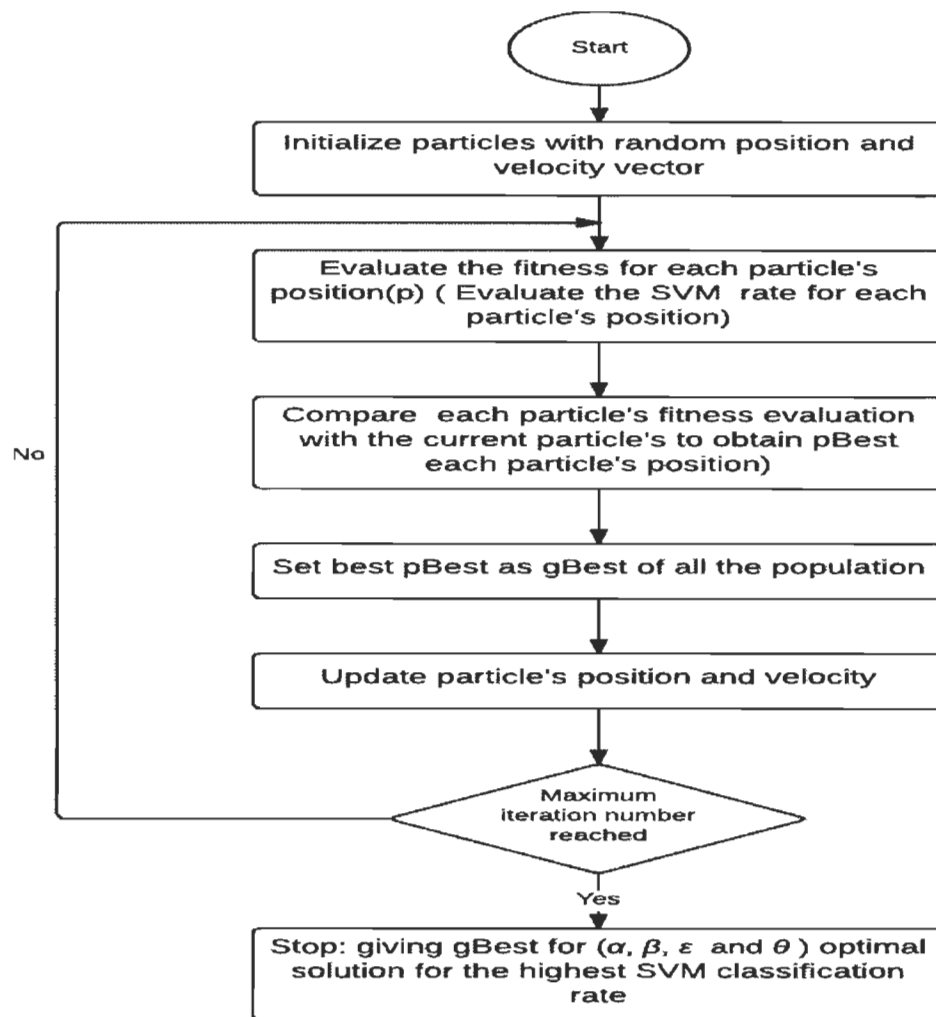 Start
Initialize particles with random position and
velocity vector
Evaluate the fitness for each particle's
position(p) ( Evaluate the SVM rate for each
particle's position)
Compare each particle's fitness evaluation
with the current particle's to obtain pBest
each particle's position)
No
Set best pBest as gBest of all the population
Update particle's position and velocity
Maximum
iteration number
reached
Yes
Stop: giving gBest for (α, β, ε and θ ) optimal
solution for the highest SVM classification
rate